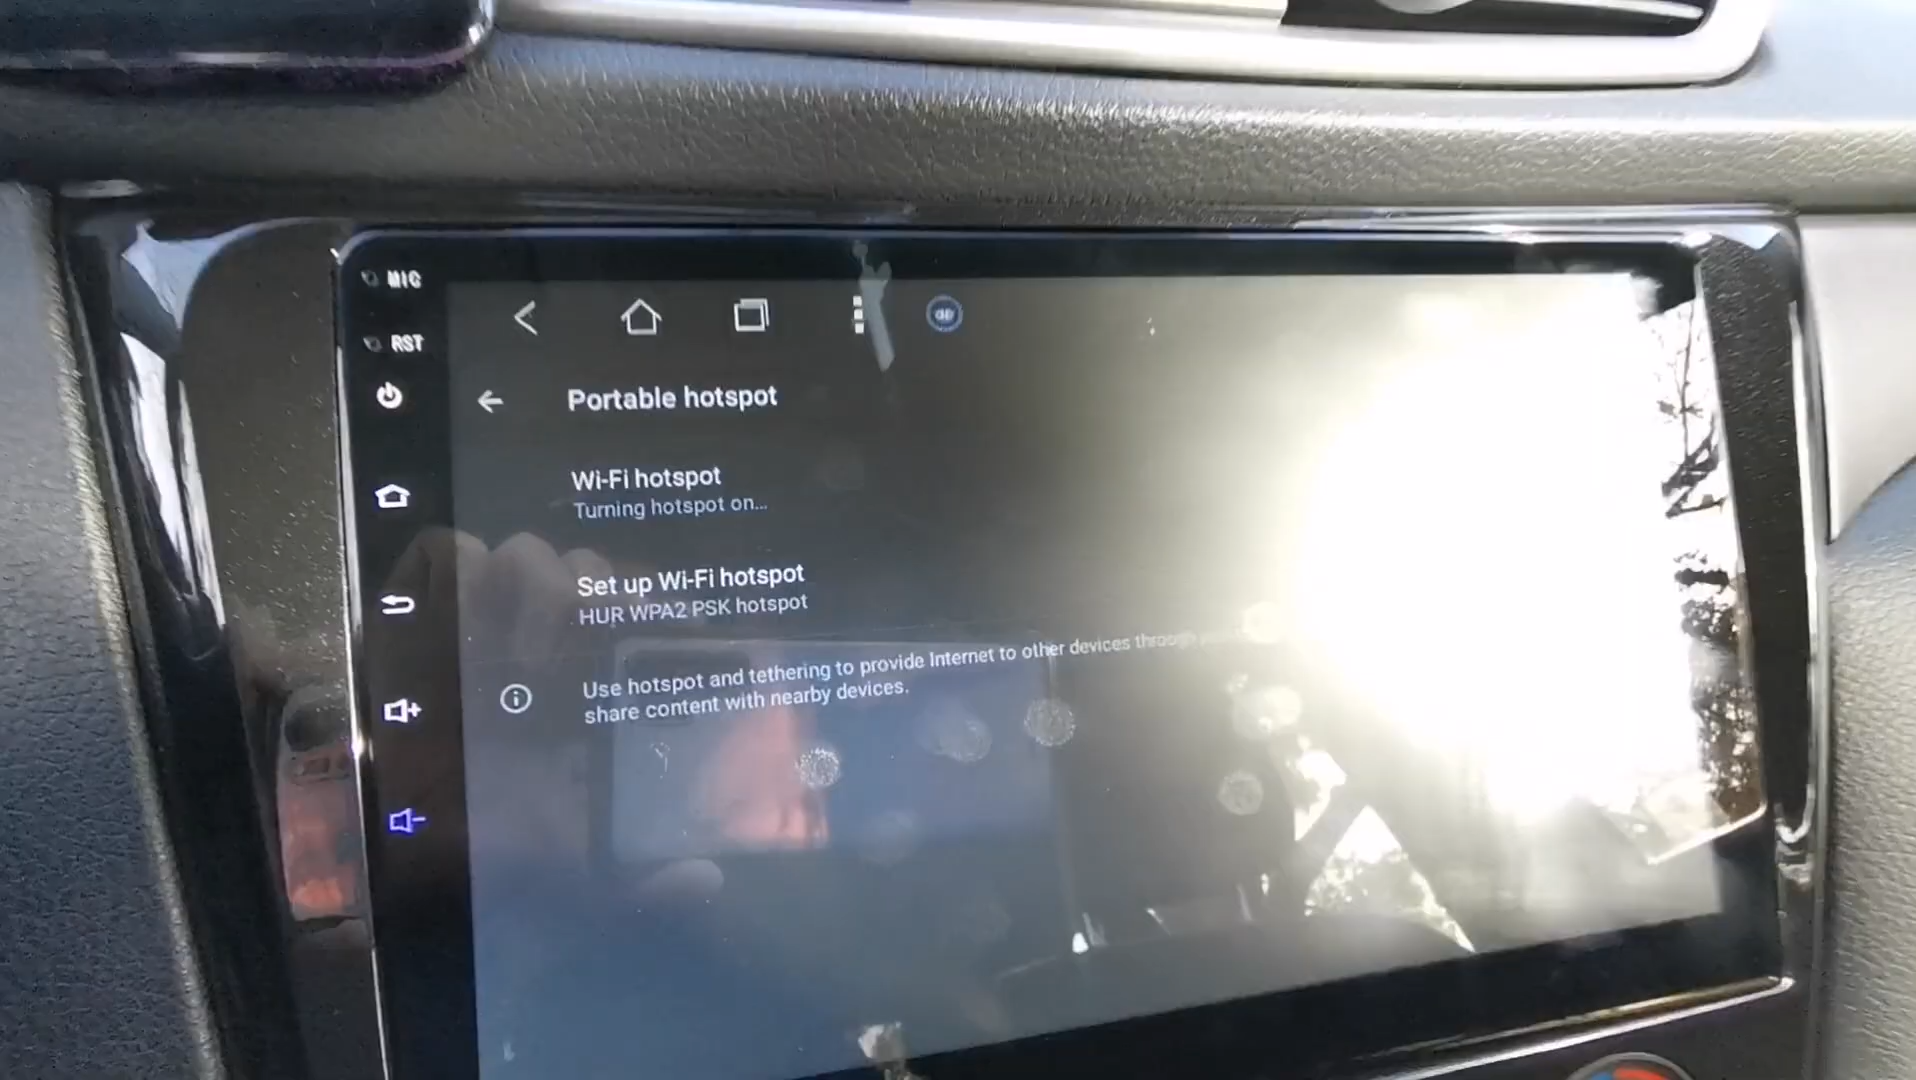 MIC
RST
Portable hotspot
Wi-Fi hotspot
Turning hotspot on...
Set up Wi-Fi hotspot
HUR WPA2 PSK hotspot
Use hotspot and tethering to provide Internet to other devices through
share content with nearby devices.